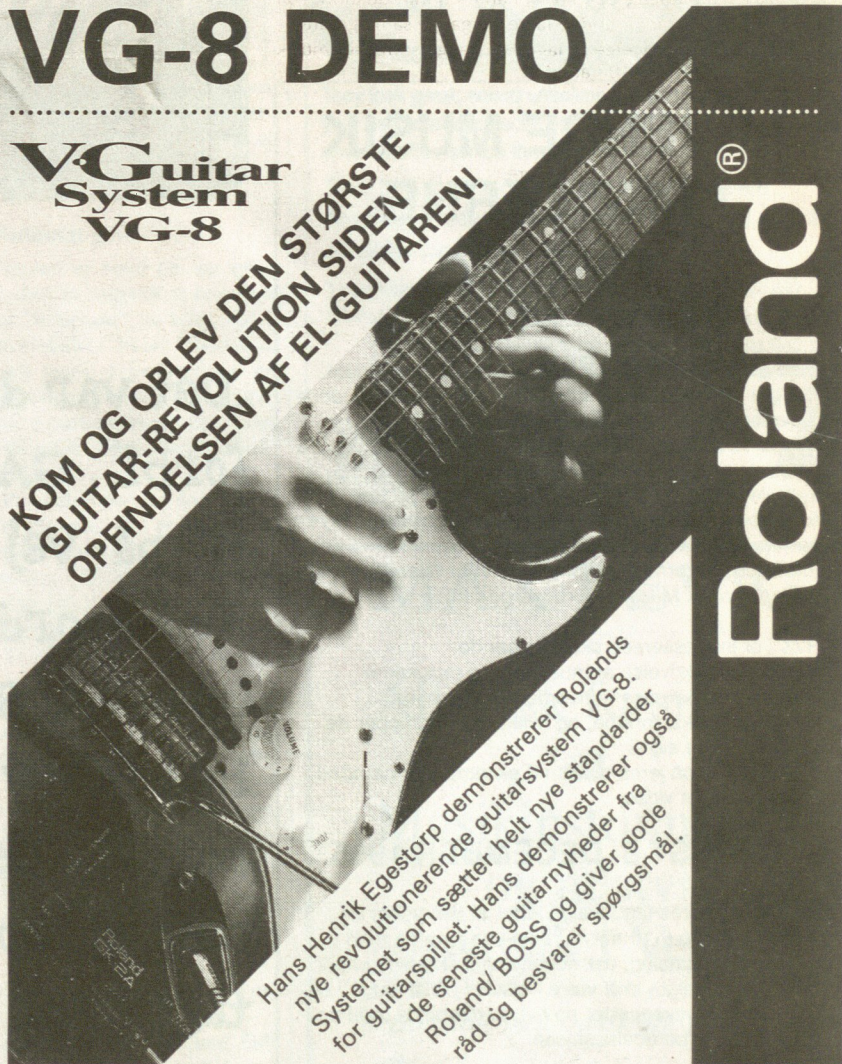 VG-8 DEMO
V·Guitar
System
VG-8
KOM OG OPLEV DEN STØRSTE
GUITAR-REVOLUTION SIDEN
OPFINDELSEN AF EL-GUITAREN!
Roland®
VOLUME
TONE
Roland
GK-2A
Hans Henrik Egestorp demonstrerer Rolands
nye revolutionerende guitarsystem VG-8.
Systemet som sætter helt nye standarder
for guitarspillet. Hans demonstrerer også
de seneste guitarnyheder fra
Roland/ BOSS og giver gode
råd og besvarer spørgsmål.